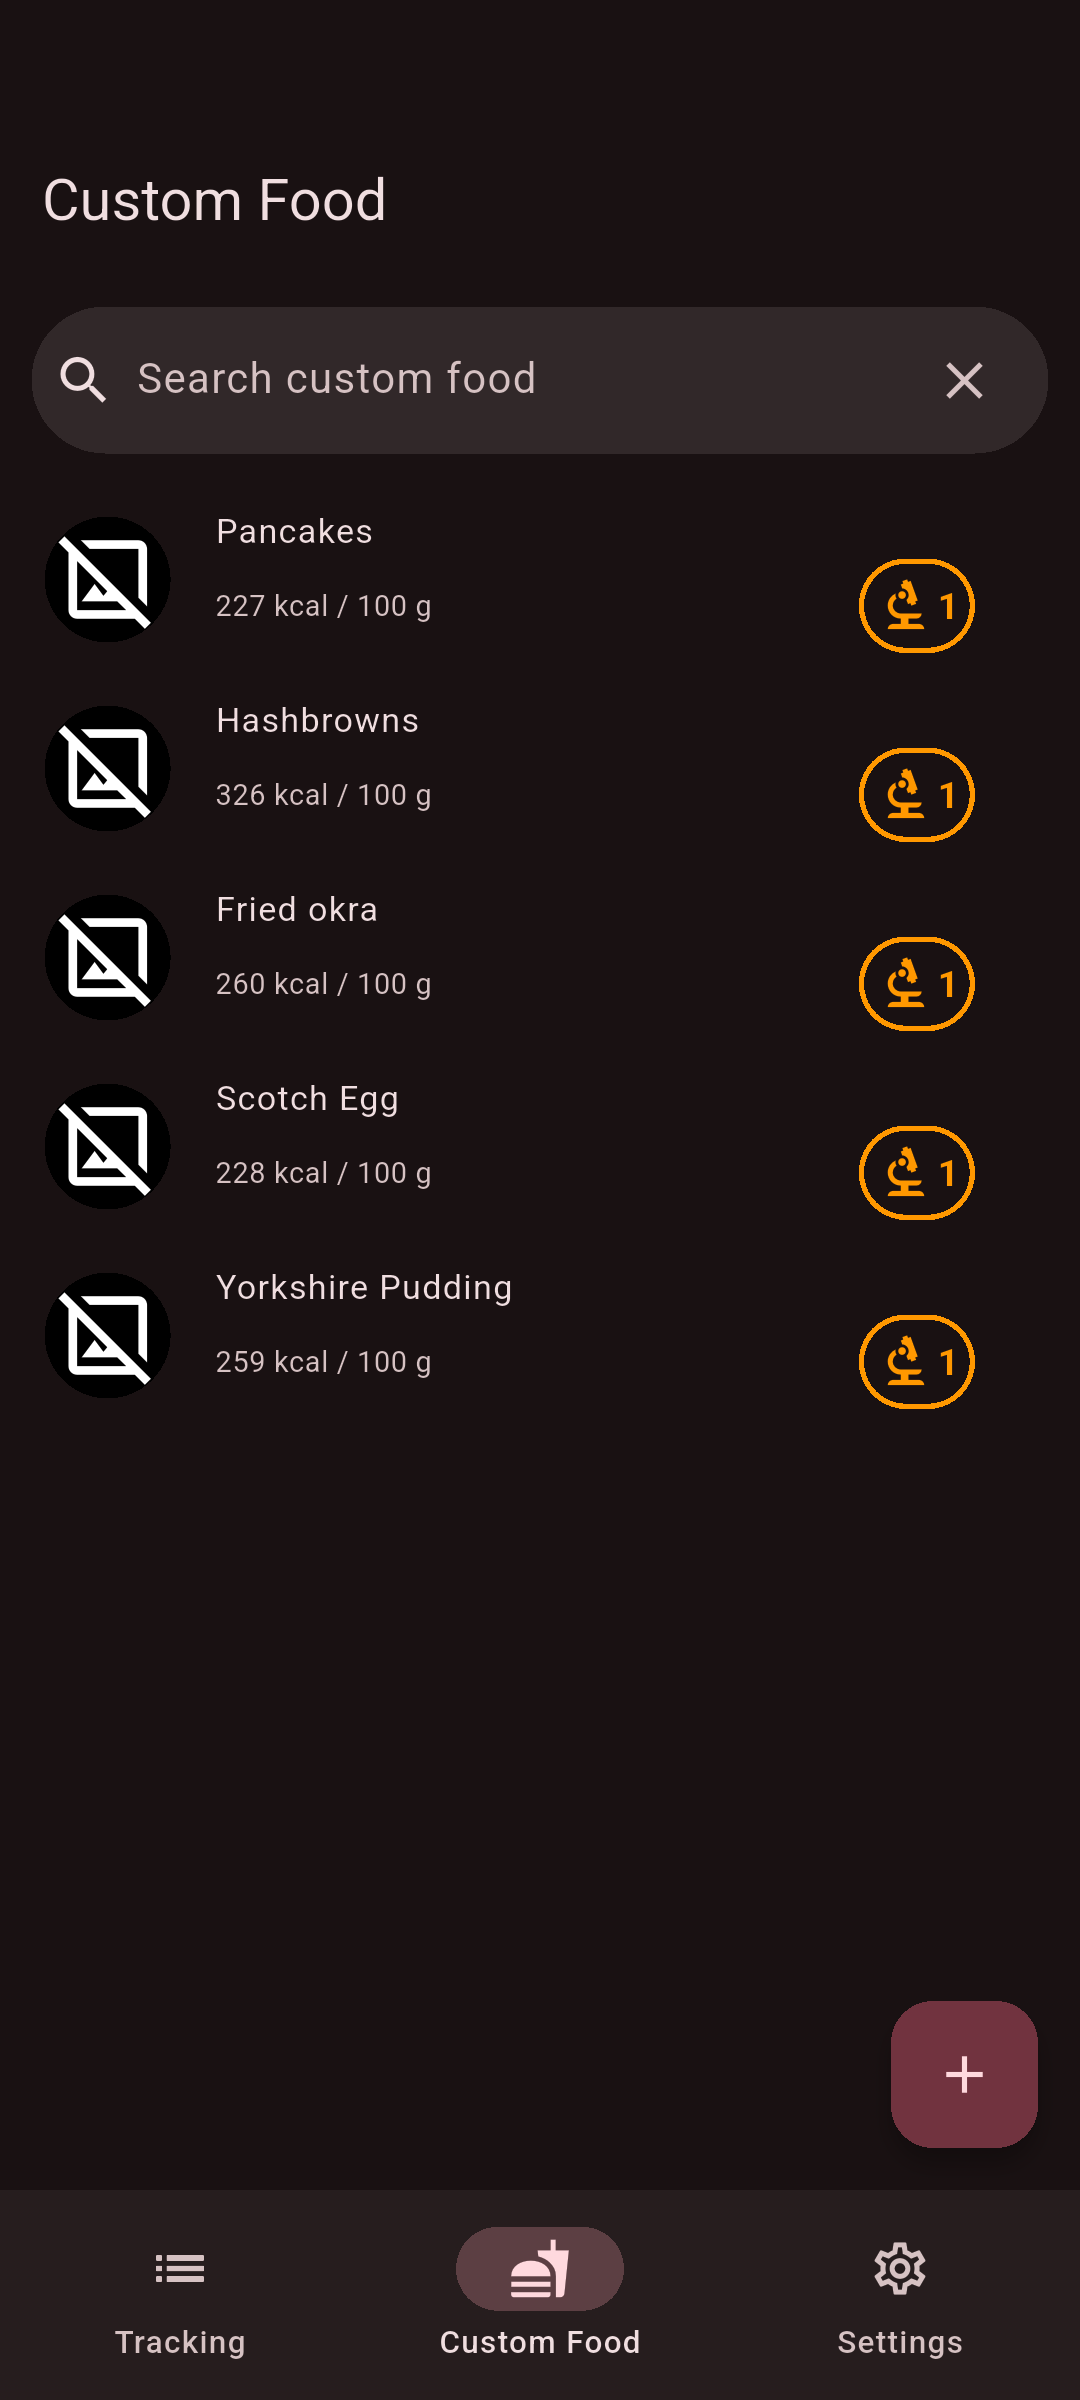 Custom Food
Search custom food
Pancakes
227 kcal / 100 g
1
Hashbrowns
326 kcal / 100 g
1
Fried okra
260 kcal / 100 g
1
Scotch Egg
228 kcal / 100 g
1
Yorkshire Pudding
259 kcal / 100 g
1
Tracking
Custom Food
Settings